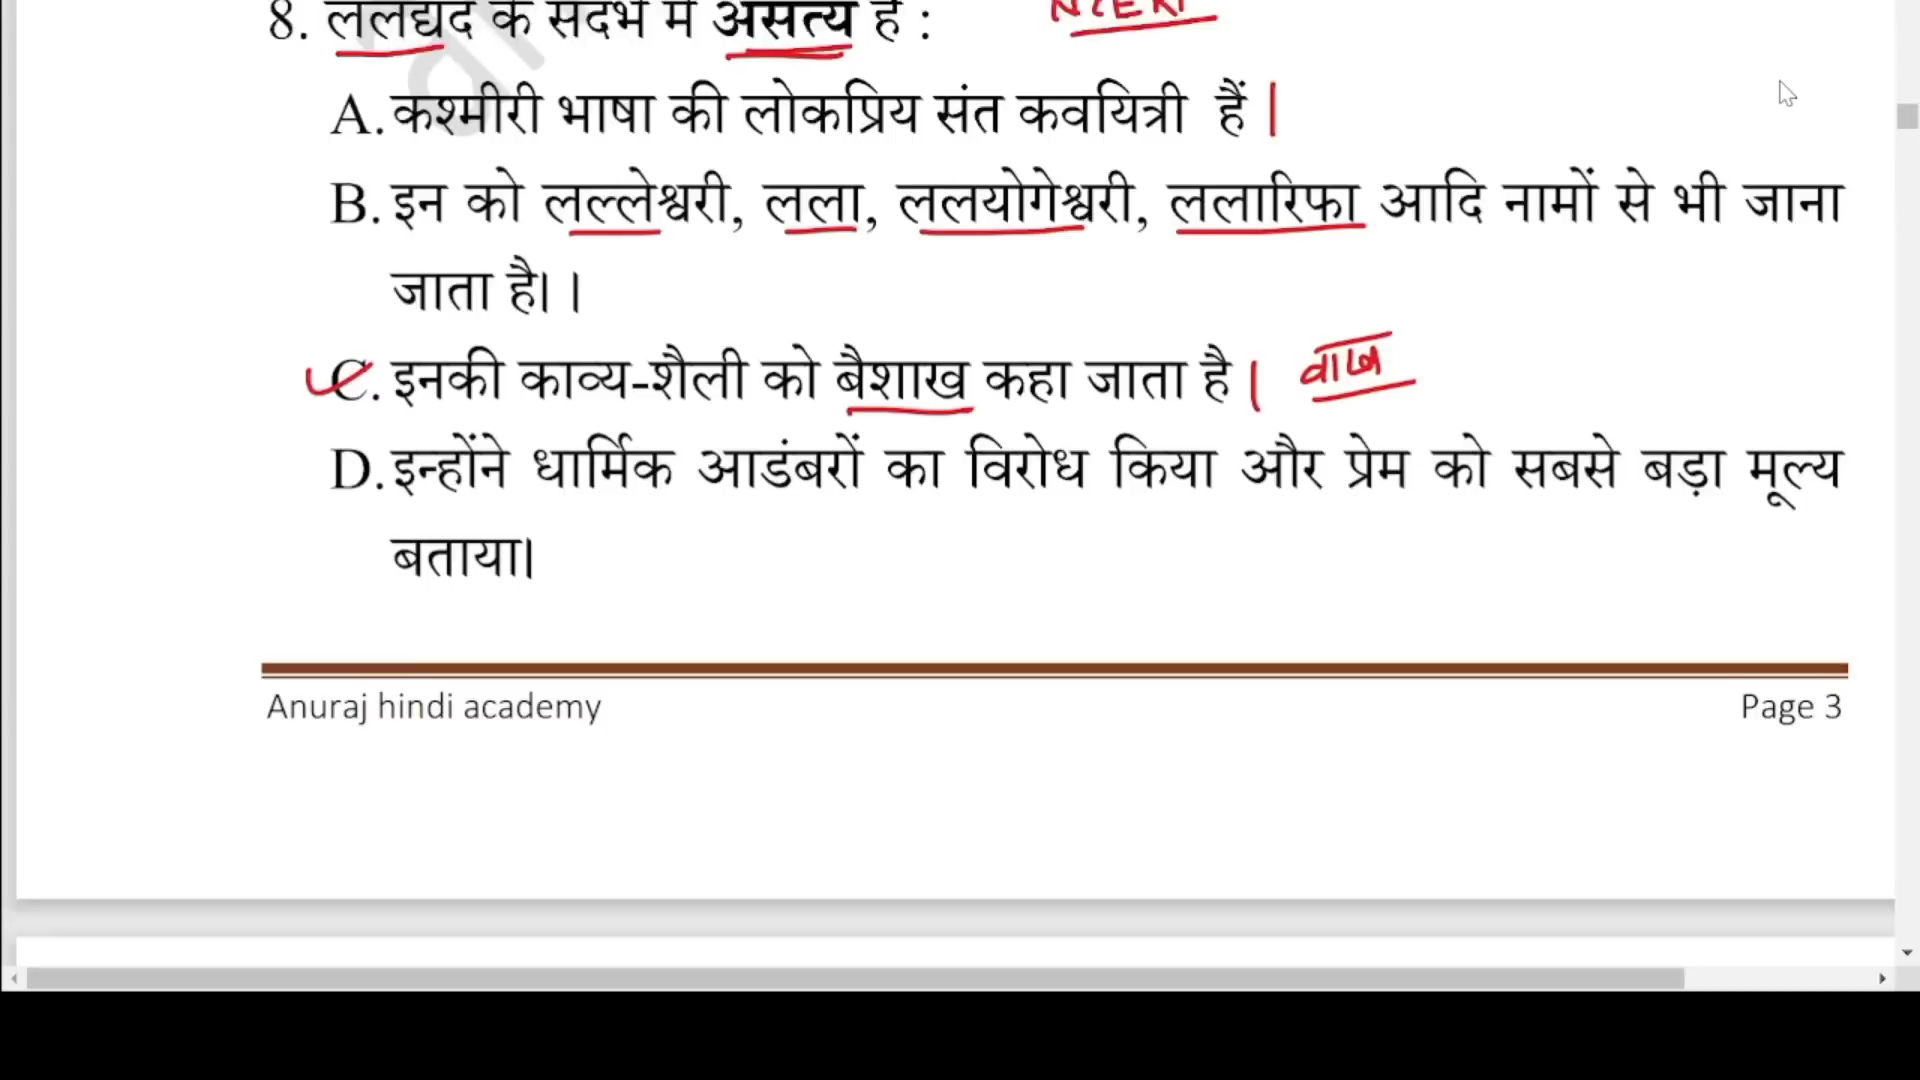 8. ललद्यद के संदर्भ में असत्य है : NCERT
A. कश्मीरी भाषा की लोकप्रिय संत कवयित्री हैं |
B. इन को लल्लेश्वरी, लला, ललयोगेश्वरी, ललारिफा आदि नामों से भी जाना
जाता है। ।
C. इनकी काव्य-शैली को बैशाख कहा जाता है | वाख
D. इन्होंने धार्मिक आडंबरों का विरोध किया और प्रेम को सबसे बड़ा मूल्य
बताया।
Anuraj hindi academy Page 3